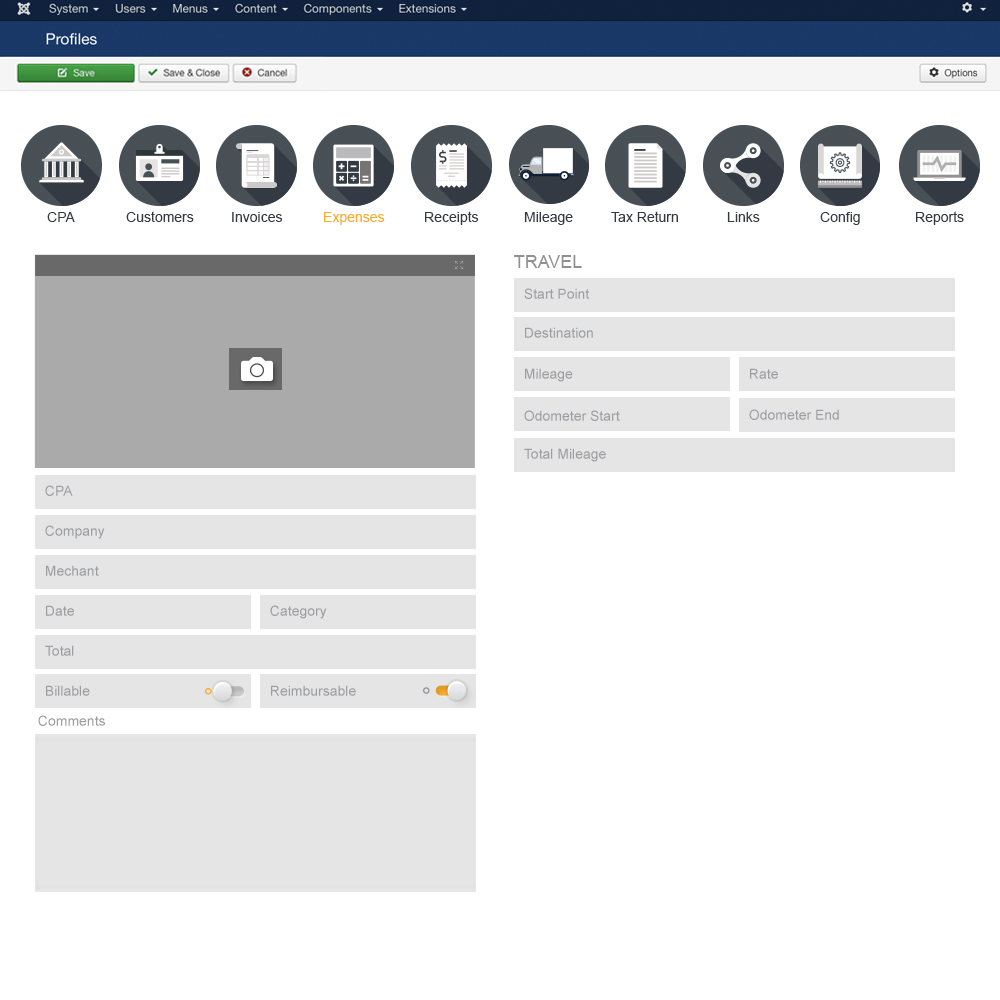 System Users Menus Content Components Extensions
Profiles
Save Save & Close Cancel Options
$
CPA Customers Invoices Expenses Receipts Mileage Tax Return Links Config Reports
TRAVEL
Start Point
Destination
Mileage Rate
Odometer Start Odometer End
Total Mileage
CPA
Company
Mechant
Date Category
Total
Billable Reimbursable
Comments